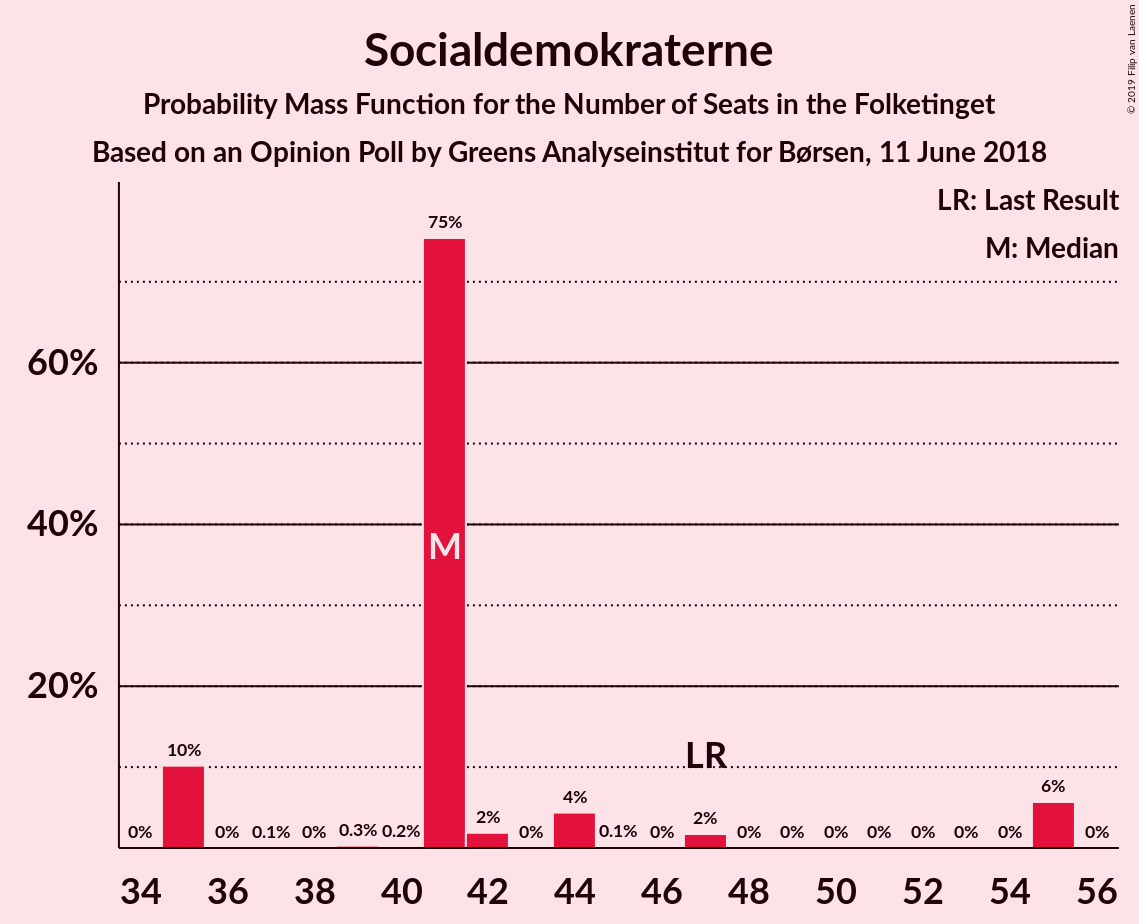 Socialdemokraterne
Probability Mass Function for the Number of Seats in the Folketinget
Based on an Opinion Poll by Greens Analyseinstitut for Børsen, 11 June 2018
© 2019 Filip van Laenen
LR: Last Result
M: Median
60%
40%
20%
0% 10% 0% 0.1% 0% 0.3% 0.2% 75% 2% 0% 4% 0.1% 0% 2% 0% 0% 0% 0% 0% 0% 0% 6% 0%
M
LR
34 36 38 40 42 44 46 48 50 52 54 56